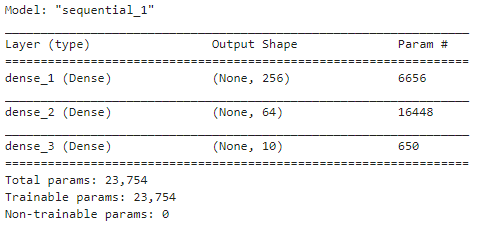 Model: "sequential_1"
_________________________________________________________________
Layer (type)                 Output Shape              Param #
=================================================================
dense_1 (Dense)              (None, 256)               6656
_________________________________________________________________
dense_2 (Dense)              (None, 64)                16448
_________________________________________________________________
dense_3 (Dense)              (None, 10)                650
=================================================================
Total params: 23,754
Trainable params: 23,754
Non-trainable params: 0